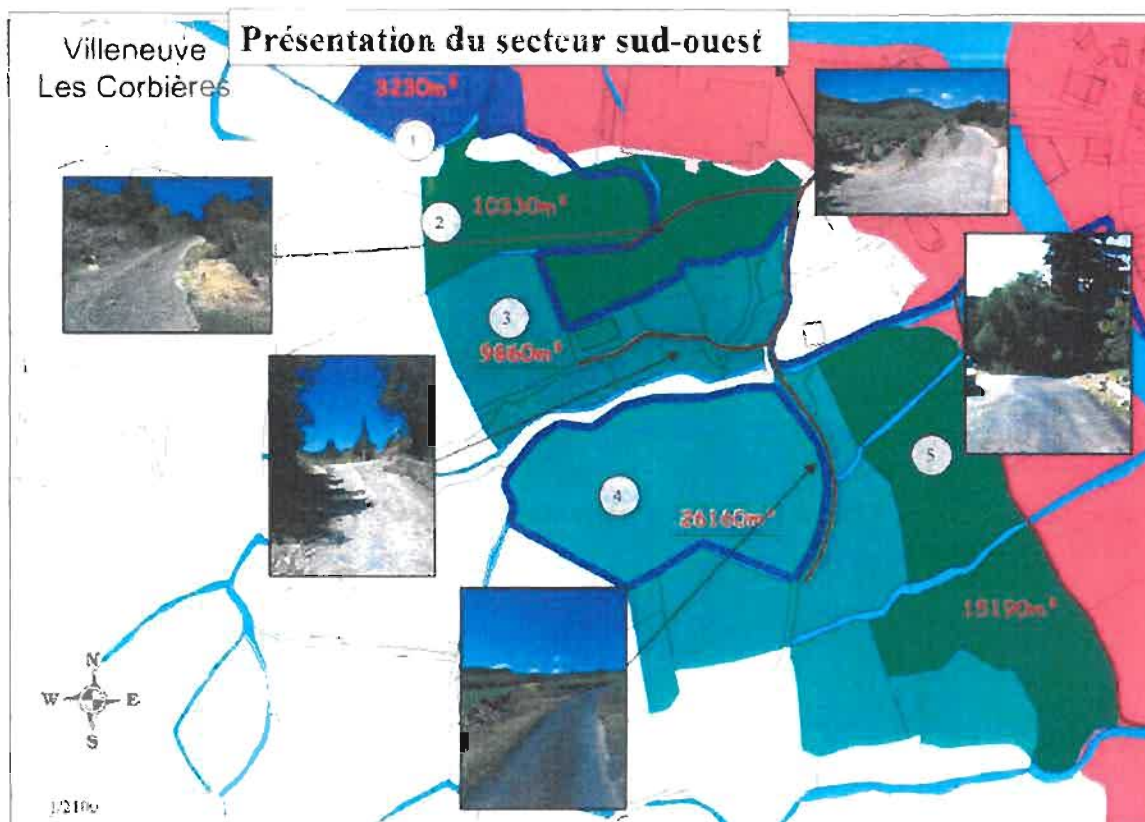 Présentation du secteur sud-ouest
Villeneuve
Les Corbières
3230m²
1
10330m²
2
3
9860m²
4
26160m²
5
15190m²
N
W E
S